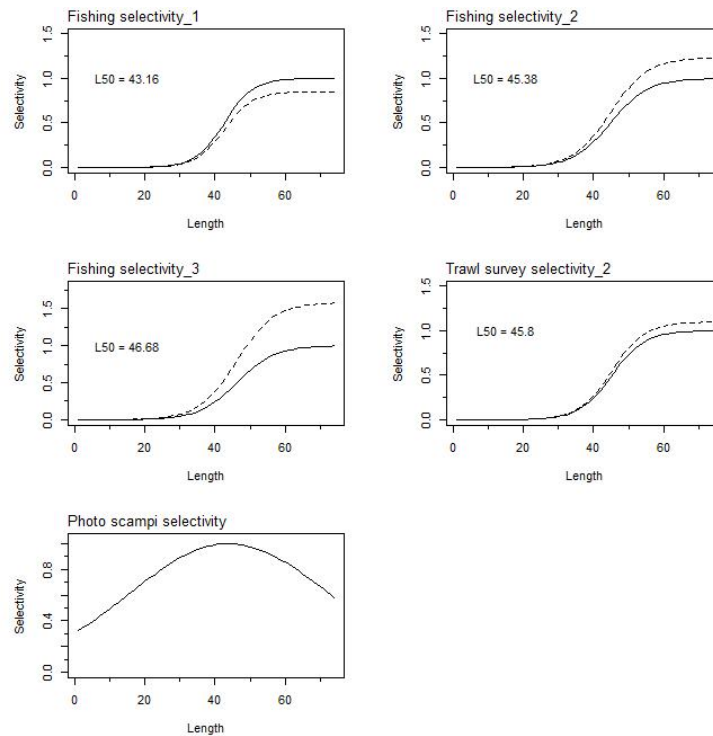 Fishing selectivity_1
Selectivity
0.0 0.5 1.0 1.5
L50 = 43.16
0 20 40 60
Length
Fishing selectivity_2
Selectivity
0.0 0.5 1.0 1.5
L50 = 45.38
0 20 40 60
Length
Fishing selectivity_3
Selectivity
0.0 0.5 1.0 1.5
L50 = 46.68
0 20 40 60
Length
Trawl survey selectivity_2
Selectivity
0.0 0.5 1.0 1.5
L50 = 45.8
0 20 40 60
Length
Photo scampi selectivity
Selectivity
0.0 0.4 0.8
0 20 40 60
Length